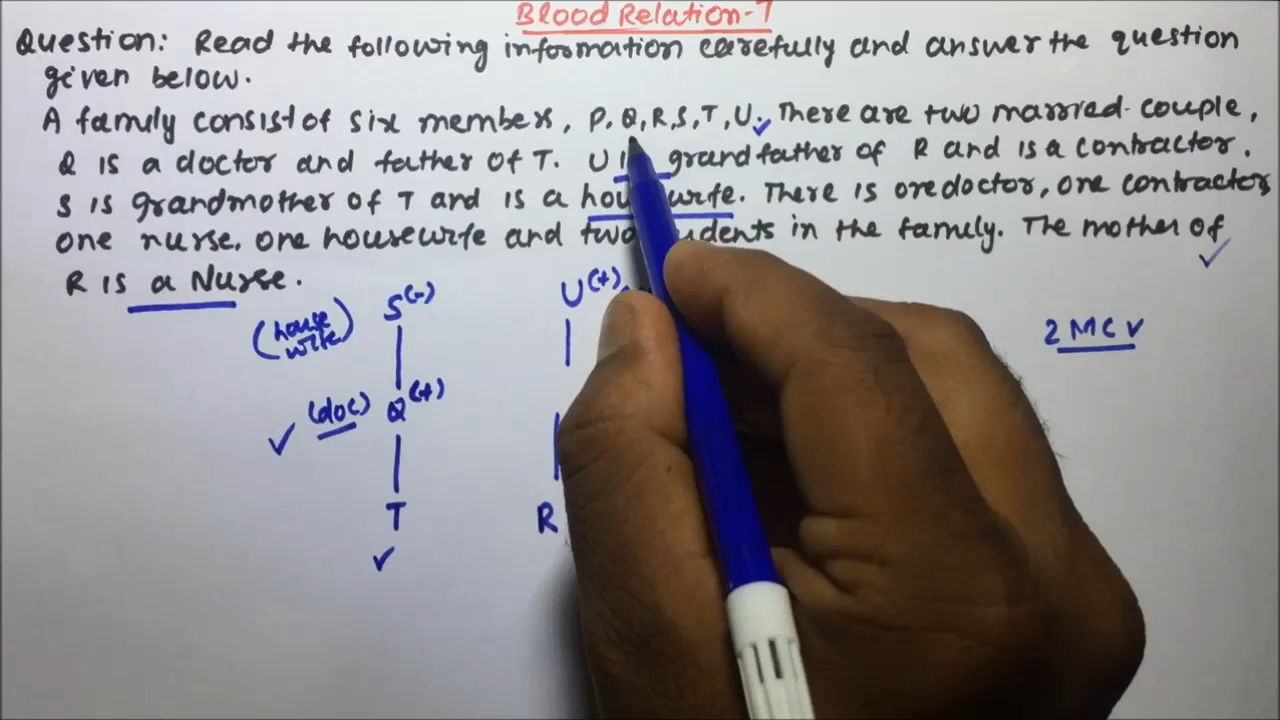 Blood Relation-7
Question: Read the following information carefully and answer the question
given below.
A family consist of six members, P, Q, R, S, T, U. There are two married couple,
Q is a doctor and father of T. U is grandfather of R and is a contractor.
S is grandmother of T and is a housewife. There is one doctor, one contractor,
one nurse, one housewife and two students in the family. The mother of
R is a Nurse.
(house wife) S(-) U(+)
2 MC
(doc) Q(+)
T R